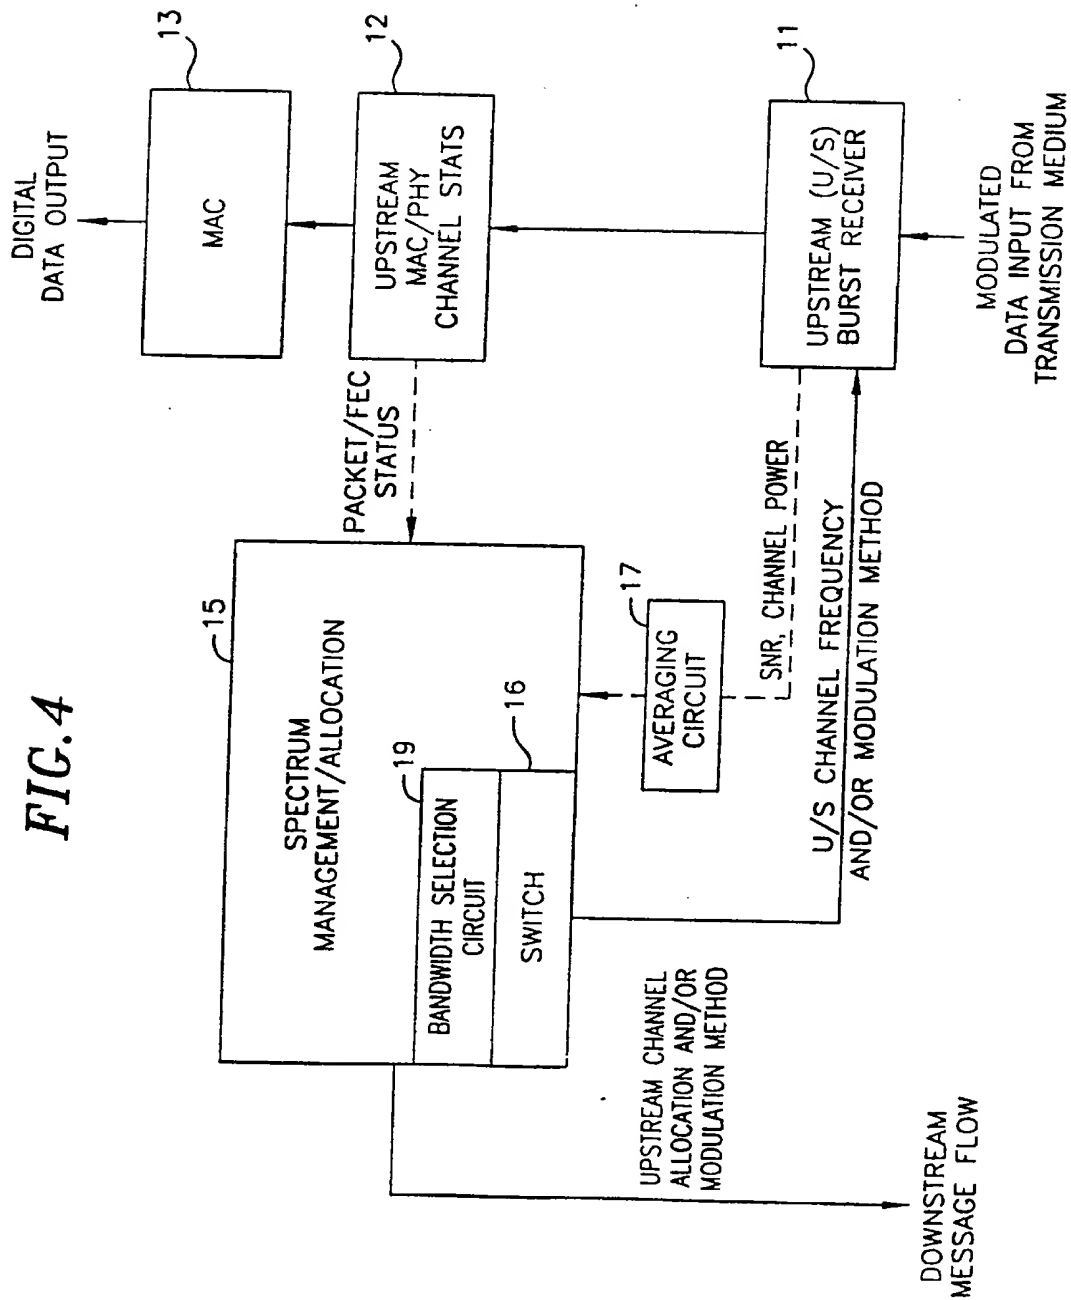 FIG.4
DIGITAL
DATA OUTPUT
13
MAC
12
UPSTREAM
MAC/PHY
CHANNEL STATS
11
UPSTREAM (U/S)
BURST RECEIVER
MODULATED
DATA INPUT FROM
TRANSMISSION MEDIUM
PACKET/FEC
STATUS
15
SPECTRUM
MANAGEMENT/ALLOCATION
19
BANDWIDTH SELECTION
CIRCUIT
16
SWITCH
17
AVERAGING
CIRCUIT
SNR, CHANNEL POWER
U/S CHANNEL FREQUENCY
AND/OR MODULATION METHOD
UPSTREAM CHANNEL
ALLOCATION AND/OR
MODULATION METHOD
DOWNSTREAM
MESSAGE FLOW